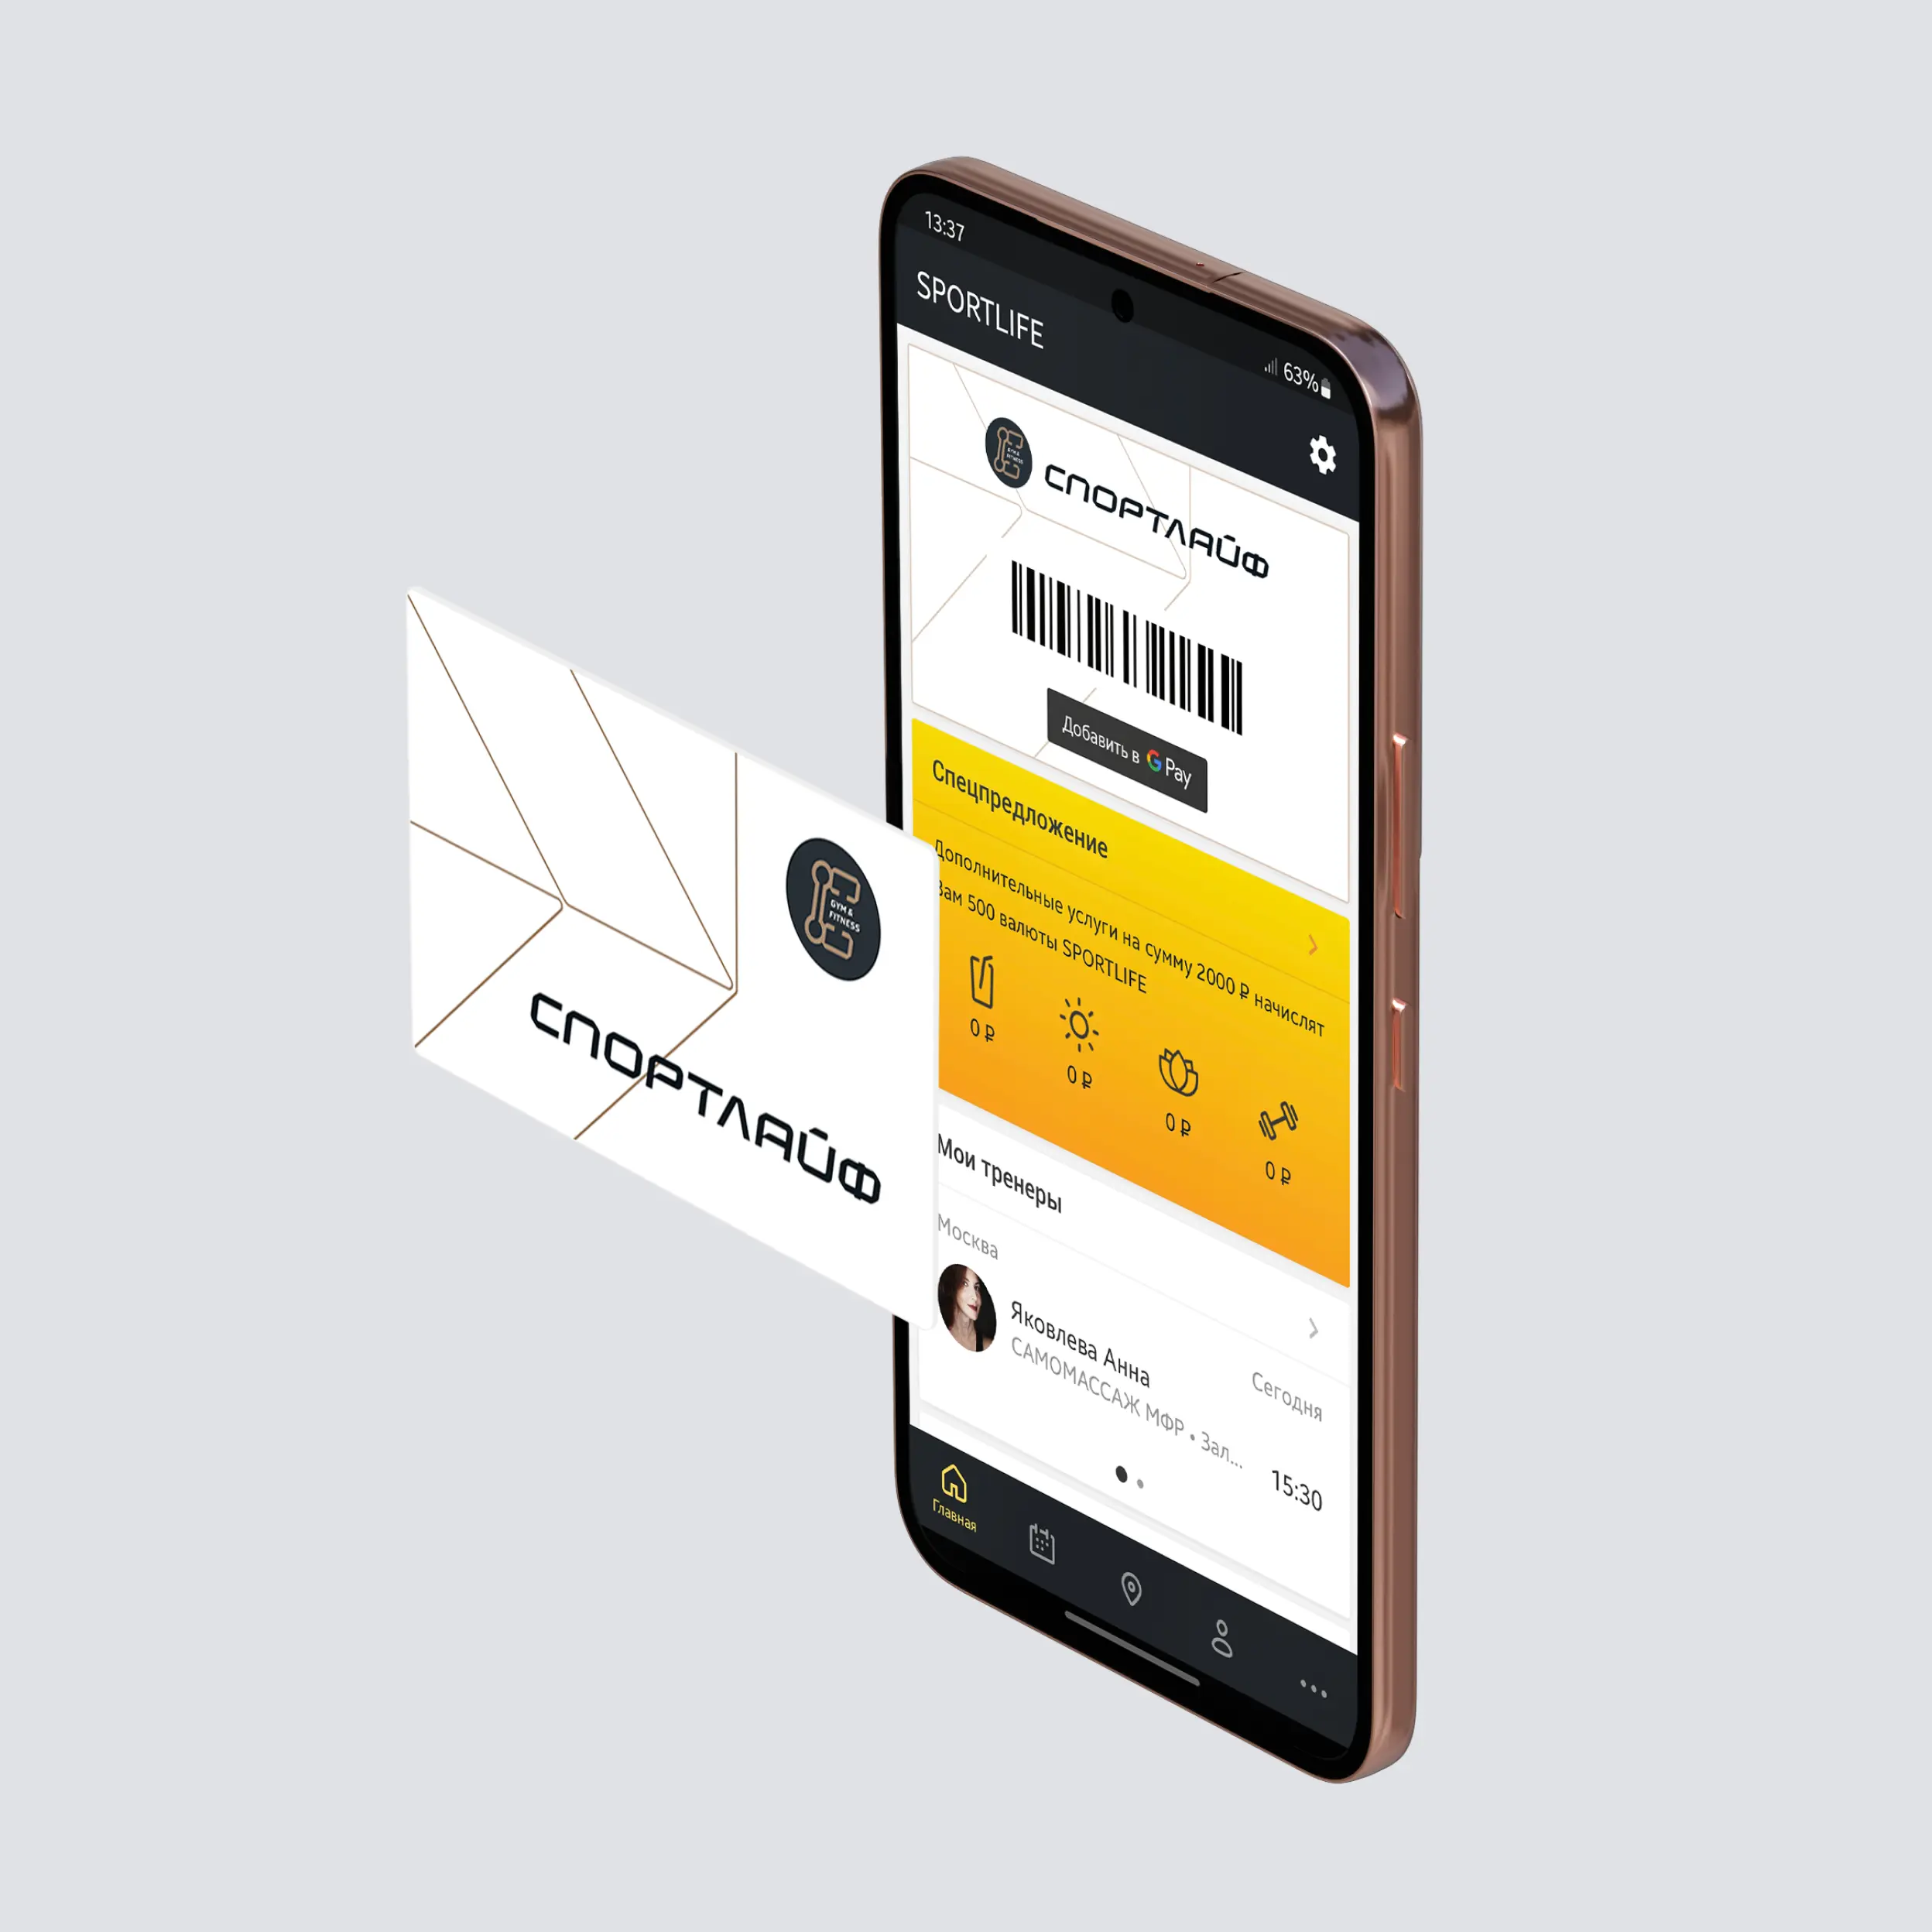 13:37
63%
SPORTLIFE
GYM &
FITNESS
СПОРТЛАЙФ
Добавить в G Pay
Спецпредложение
Дополнительные услуги на сумму 2000 ₽ начислят
Вам 500 валюты SPORTLIFE
0 ₽
0 ₽
0 ₽
0 ₽
Мои тренеры
Москва
Яковлева Анна
Сегодня
САМОМАССАЖ МФР • Зал...
15:30
Главная
GYM &
FITNESS
СПОРТЛАЙФ